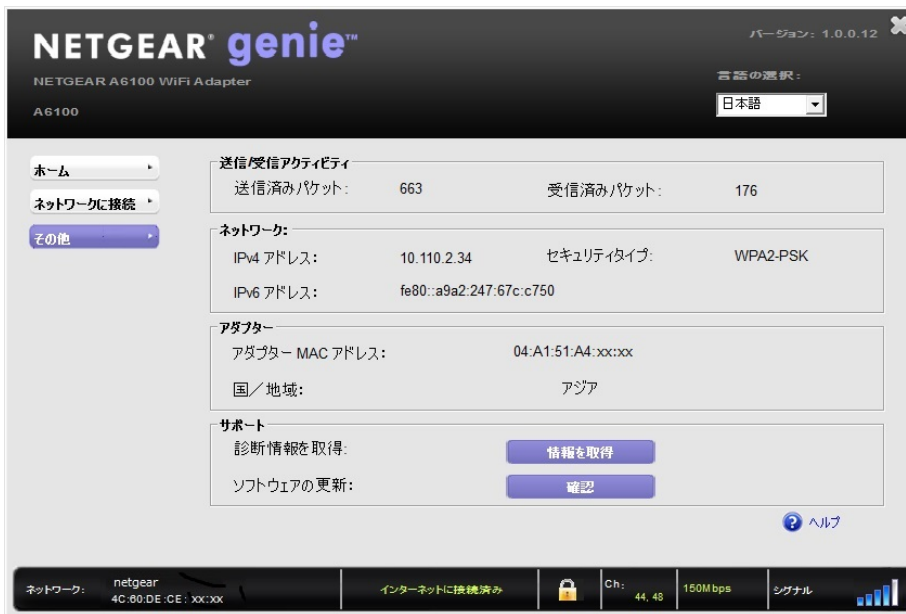 NETGEAR® genie™
バージョン: 1.0.0.12
NETGEAR A6100 WiFi Adapter
言語の選択:
A6100
日本語
ホーム
ネットワークに接続
その他
送信/受信アクティビティ
送信済みパケット: 663 受信済みパケット: 176
ネットワーク:
IPv4 アドレス: 10.110.2.34 セキュリティタイプ: WPA2-PSK
IPv6 アドレス: fe80::a9a2:247:67c:c750
アダプター
アダプター MAC アドレス: 04:A1:51:A4:xx:xx
国/地域: アジア
サポート
診断情報を取得: 情報を取得
ソフトウェアの更新: 確認
? ヘルプ
ネットワーク: netgear
4C:60:DE:CE: xx:xx
インターネットに接続済み
Ch: 44, 48
150Mbps
シグナル